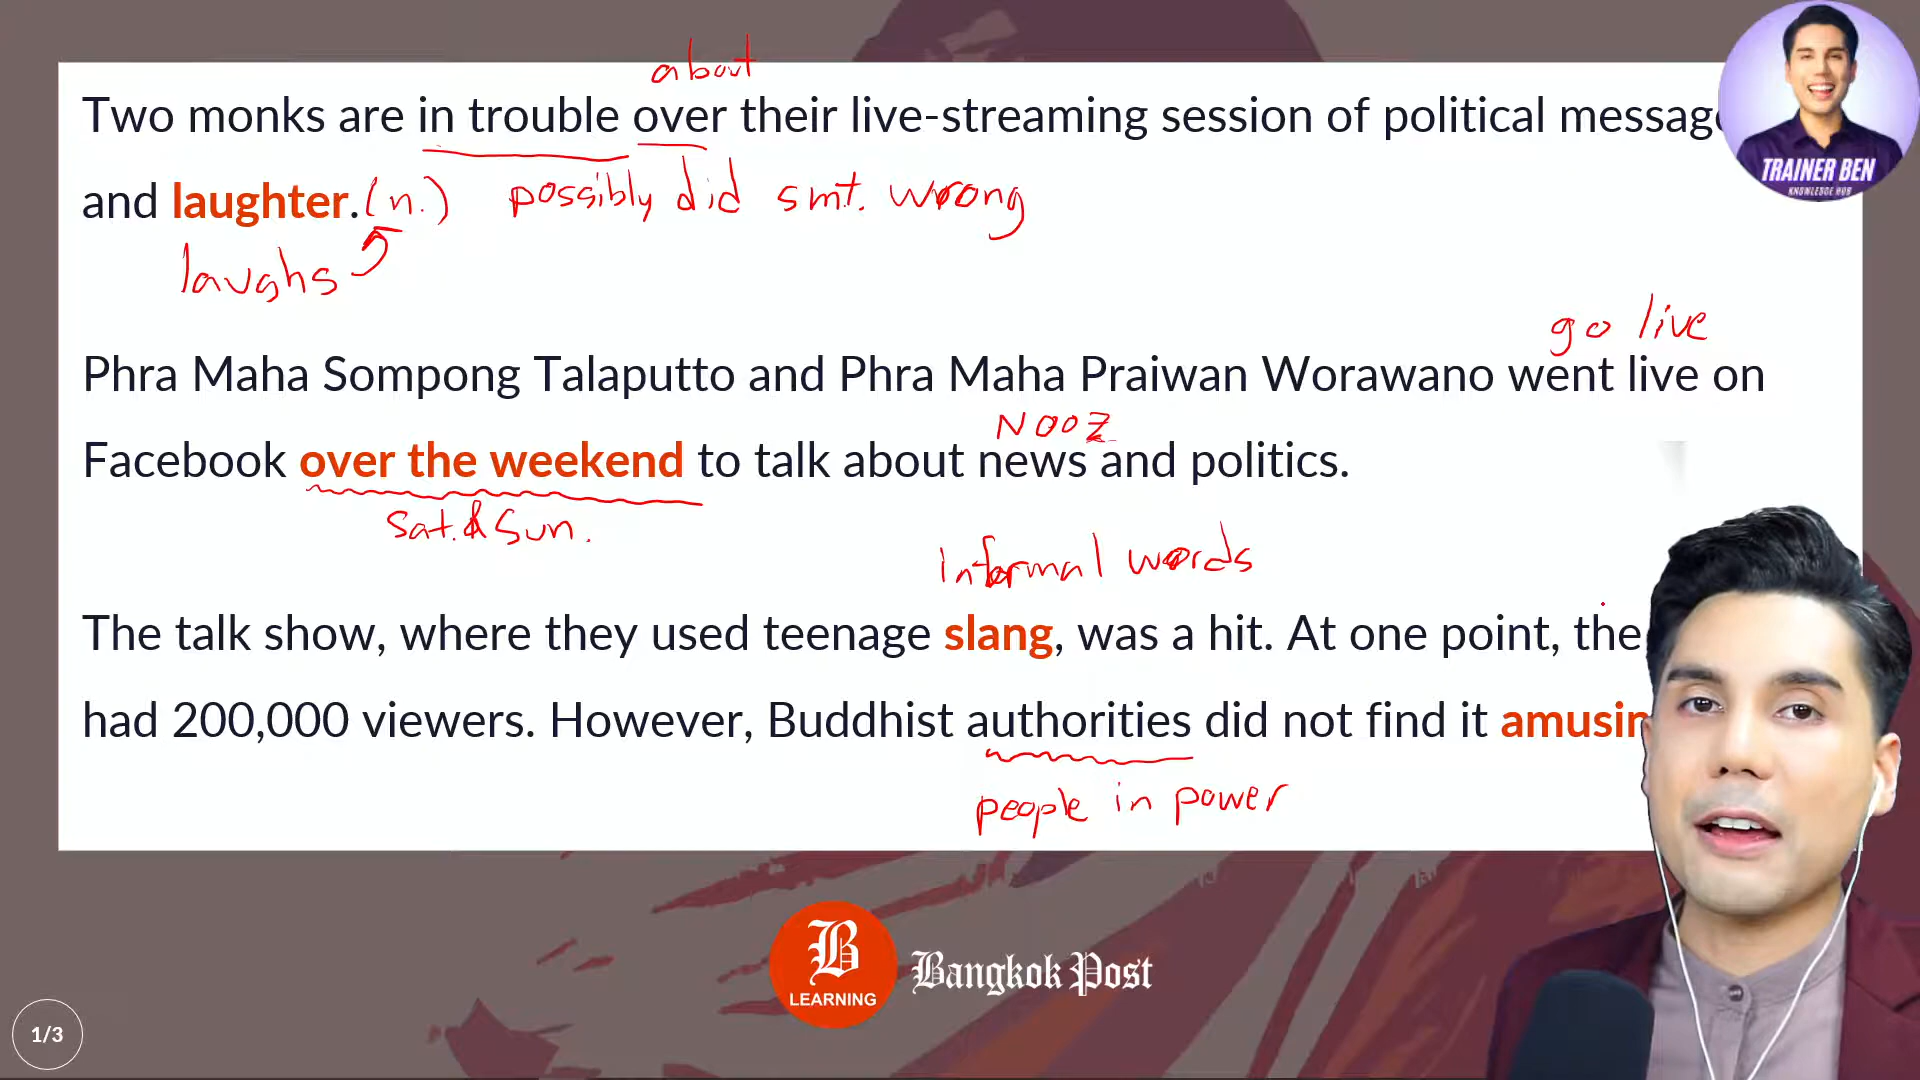 about
Two monks are in trouble over their live-streaming session of political
and laughter. (n.) possibly did smt. wrong
laughs
go live
Phra Maha Sompong Talaputto and Phra Maha Praiwan Worawano went live on
NOOZ
Facebook over the weekend to talk about news and politics.
Sat. & Sun.
informal words
The talk show, where they used teenage slang, was a hit. At one point,
had 200,000 viewers. However, Buddhist authorities did not find it
people in power
TRAINER BEN
KNOWLEDGE HUB
B
LEARNING
Bangkok Post
1/3